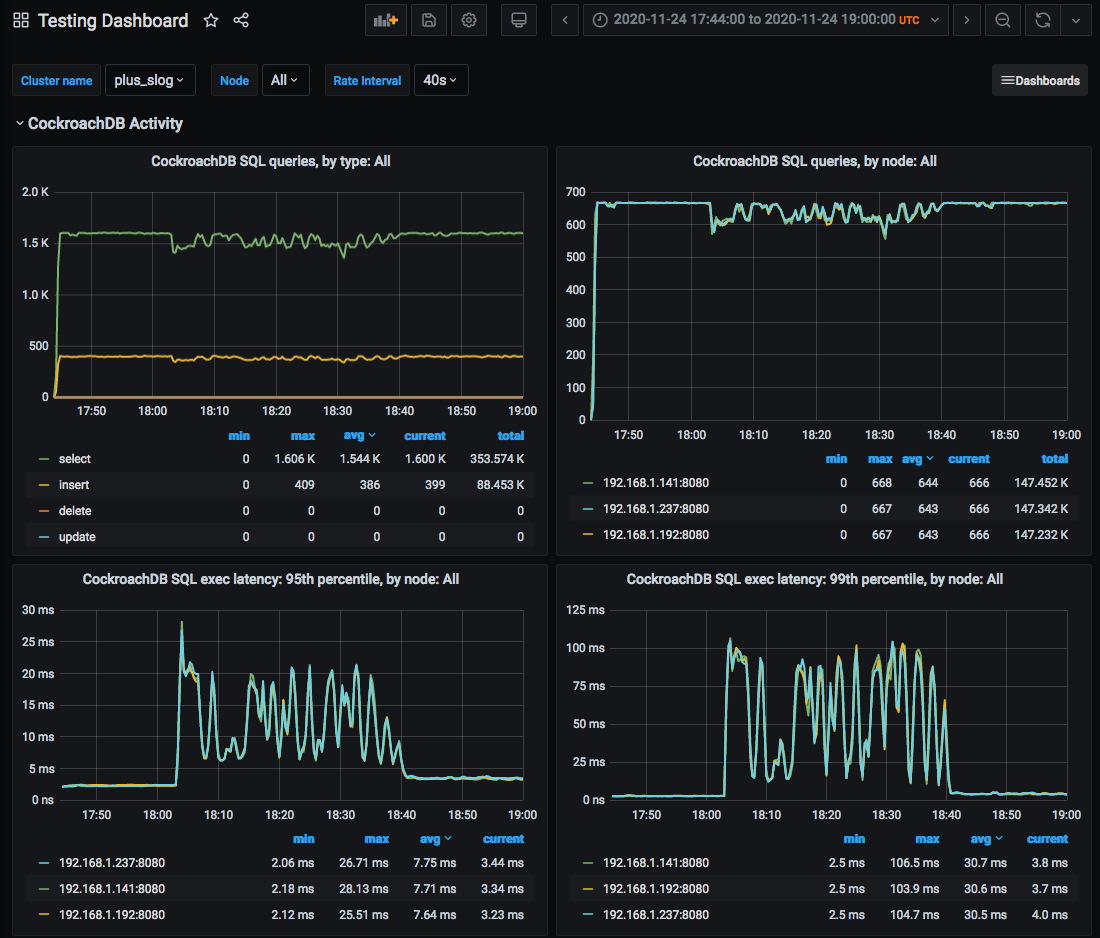 Testing Dashboard
2020-11-24 17:44:00 to 2020-11-24 19:00:00 UTC
Cluster name plus_slog Node All Rate Interval 40s Dashboards
CockroachDB Activity
CockroachDB SQL queries, by type: All
2.0 K
1.5 K
1.0 K
500
0
17:50 18:00 18:10 18:20 18:30 18:40 18:50 19:00
min max avg current total
select 0 1.606 K 1.544 K 1.600 K 353.574 K
insert 0 409 386 399 88.453 K
delete 0 0 0 0 0
update 0 0 0 0 0
CockroachDB SQL queries, by node: All
700
600
500
400
300
200
100
0
17:50 18:00 18:10 18:20 18:30 18:40 18:50 19:00
min max avg current total
192.168.1.141:8080 0 668 644 666 147.452 K
192.168.1.237:8080 0 667 643 666 147.342 K
192.168.1.192:8080 0 667 643 666 147.232 K
CockroachDB SQL exec latency: 95th percentile, by node: All
30 ms
25 ms
20 ms
15 ms
10 ms
5 ms
0 ns
17:50 18:00 18:10 18:20 18:30 18:40 18:50 19:00
min max avg current
192.168.1.237:8080 2.06 ms 26.71 ms 7.75 ms 3.44 ms
192.168.1.141:8080 2.18 ms 28.13 ms 7.71 ms 3.34 ms
192.168.1.192:8080 2.12 ms 25.51 ms 7.64 ms 3.23 ms
CockroachDB SQL exec latency: 99th percentile, by node: All
125 ms
100 ms
75 ms
50 ms
25 ms
0 ns
17:50 18:00 18:10 18:20 18:30 18:40 18:50 19:00
min max avg current
192.168.1.141:8080 2.5 ms 106.5 ms 30.7 ms 3.8 ms
192.168.1.192:8080 2.5 ms 103.9 ms 30.6 ms 3.7 ms
192.168.1.237:8080 2.5 ms 104.7 ms 30.5 ms 4.0 ms